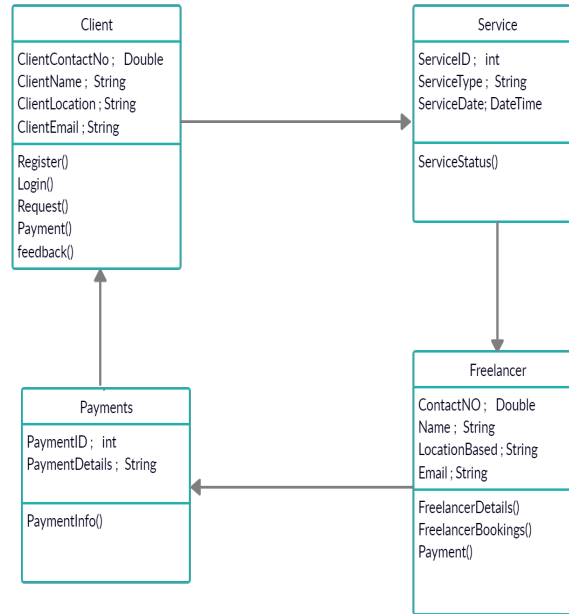 Client
ClientContactNo ; Double
ClientName ; String
ClientLocation ; String
ClientEmail ; String
Register()
Login()
Request()
Payment()
feedback()
Service
ServiceID ; int
ServiceType ; String
ServiceDate; DateTime
ServiceStatus()
Payments
PaymentID ; int
PaymentDetails ; String
PaymentInfo()
Freelancer
ContactNO ; Double
Name ; String
LocationBased ; String
Email ; String
FreelancerDetails()
FreelancerBookings()
Payment()